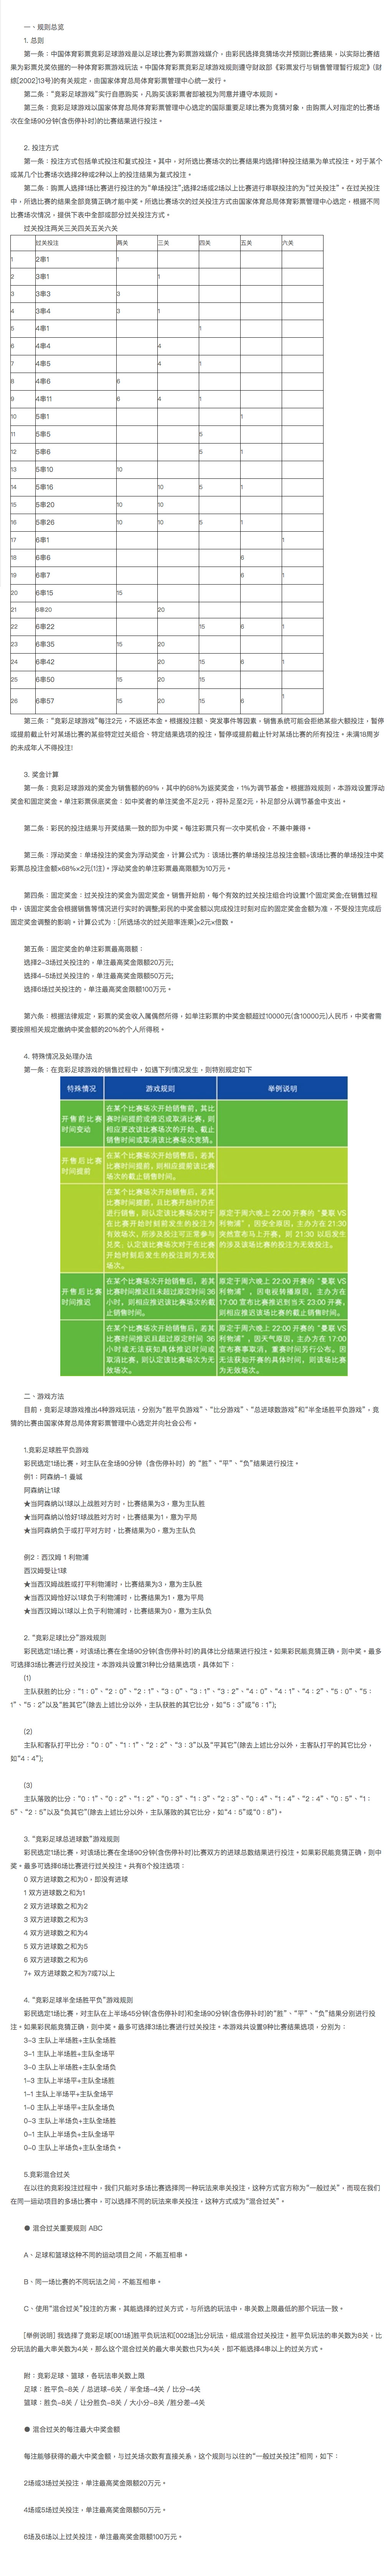 一、规则总览
1. 总则
第一条：中国体育彩票竞彩足球游戏是以足球比赛为彩票游戏媒介、由彩民选择竞猜场次并预测比赛结果、以实际比赛结
果为彩票兑奖依据的一种体育彩票游戏玩法。中国体育彩票竞彩足球游戏规则遵守财政部《彩票发行与销售管理暂行规定》(财
综[2002]13号)的有关规定，由国家体育总局体育彩票管理中心统一发行。
第二条：“竞彩足球游戏”实行自愿购买，凡购买该彩票者即被视为同意并遵守本规则。
第三条：竞彩足球游戏以国家体育总局体育彩票管理中心选定的国际重要足球比赛为竞猜对象，由购票人对指定的比赛场
次在全场90分钟(含伤停补时)的比赛结果进行投注。
2. 投注方式
第一条：投注方式包括单式投注和复式投注。其中，对所选比赛场次的比赛结果均选择1种投注结果为单式投注。对于某个
或某几个比赛场次选择2种或2种以上的投注结果为复式投注。
第二条：购票人选择1场比赛进行投注的为“单场投注”;选择2场或2场以上比赛进行串联投注的为“过关投注”。在过关投注
中，所选比赛的结果全部竞猜正确才能中奖。所选比赛场次的过关投注方式由国家体育总局体育彩票管理中心选定，根据不同
比赛场次情况，提供下表中全部或部分过关投注方式。
过关投注两关三关四关五关六关
过关投注 两关 三关 四关 五关 六关
1 2串1 1
2 3串1 1
3 3串3 3
4 3串4 3 1
5 4串1 1
6 4串4 4
7 4串5 4 1
8 4串6 6
9 4串11 6 4 1
10 5串1 1
11 5串5 5
12 5串6 5 1
13 5串10 10
14 5串16 10 5 1
15 5串20 10 10
16 5串26 10 10 5 1
17 6串1 1
18 6串6 6
19 6串7 6 1
20 6串15 15
21 6串20 20
22 6串22 15 6 1
23 6串35 15 20
24 6串42 20 15 6 1
25 6串50 15 20 15
26 6串57 15 20 15 6 1
第三条：“竞彩足球游戏”每注2元，不返还本金。根据投注额、突发事件等因素，销售系统可能会拒绝某些大额投注，暂停
或提前截止针对某场比赛的某些特定过关组合、特定结果选项的投注，暂停或提前截止针对某场比赛的所有投注。未满18周岁
的未成年人不得投注!
3. 奖金计算
第一条：竞彩足球游戏的奖金为销售额的69%，其中的68%为返奖奖金，1%为调节基金。根据游戏规则，本游戏设置浮动
奖金和固定奖金。单注彩票保底奖金：如中奖者的单注奖金不足2元，将补足至2元，补足部分从调节基金中支出。
第二条：彩民的投注结果与开奖结果一致的即为中奖。每注彩票只有一次中奖机会，不兼中兼得。
第三条：浮动奖金：单场投注的奖金为浮动奖金，计算公式为：该场比赛的单场投注总投注金额÷该场比赛的单场投注中奖
彩票总投注金额×68%×2元(1注)。浮动奖金的单注彩票最高限额为10万元。
第四条：固定奖金：过关投注的奖金为固定奖金。销售开始前，每个有效的过关投注组合均设置1个固定奖金;在销售过程
中，该固定奖金会根据销售等情况进行实时的调整;彩民的中奖金额以完成投注时刻对应的固定奖金金额为准，不受投注完成后
固定奖金调整的影响。计算公式为：[所选场次的过关赔率连乘]×2元×倍数。
第五条：固定奖金的单注彩票最高限额：
选择2-3场过关投注的，单注最高奖金限额20万元;
选择4-5场过关投注的，单注最高奖金限额50万元;
选择6场过关投注的，单注最高奖金限额100万元。
第六条：根据法律规定，彩票的奖金收入属偶然所得，如单注彩票的中奖金额超过10000元(含10000元)人民币，中奖者需
要按照相关规定缴纳中奖金额的20%的个人所得税。
4. 特殊情况及处理办法
第一条：在竞彩足球游戏的销售过程中，如遇下列情况发生，则特别规定如下
特殊情况 游戏规则 举例说明
开售前比赛
时间变动
在某个比赛场次开始销售前，其比
赛时间提前或推迟或取消比赛，则
相应更改该比赛场次的开始、截止
销售时间或取消该比赛场次竞猜。
开售后比赛
时间提前
在某个比赛场次开始销售后，若其
比赛时间提前，则相应提前该比赛
场次的截止销售时间。
在某个比赛场次开始销售后，若其
比赛时间提前，且比赛开始时仍在
进行销售，则认定该场次对于在
比赛开始时刻前发生的投注为
有效场次，所涉及投注可正常参与
兑奖；认定该比赛场次对于在比赛
开始时刻后发生的投注则为无效
场次。
原定于周六晚上 22:00 开赛的“曼联 VS
利物浦”，因安全原因，主办方在 21:30
突然宣布马上开赛，则 21:30 以后发生
的涉及该场比赛的投注为无效投注。
开售后比赛
时间推迟
在某个比赛场次开始销售后，若其
比赛时间推迟且未超过原定时间 36
小时，则相应推迟该比赛场次的截
止销售时间。
原定于周六晚上 22:00 开赛的“曼联 VS
利物浦”，因电视转播原因，主办方在
17:00 宣布比赛推迟到当天 23:00 开赛，
则相应推迟该场比赛的截止销售时间。
在某个比赛场次开始销售后，若其
比赛时间推迟且超过原定时间 36
小时或无法获知具体推迟时间或
取消比赛，则认定该比赛场次为无
效场次。
原定于周六晚上 22:00 开赛的“曼联 VS
利物浦”，因天气原因，主办方在 17:00
宣布赛事取消，重赛时间另行公布。因
无法获知开赛的具体时间，则该场比赛
为无效场次。
二、游戏方法
目前，竞彩足球游戏推出4种游戏玩法，分别为“胜平负游戏”、“比分游戏”、“总进球数游戏”和“半全场胜平负游戏”，竞
猜的比赛由国家体育总局体育彩票管理中心选定并向社会公布。
1.竞彩足球胜平负游戏
彩民选定1场比赛，对主队在全场90分钟（含伤停补时）的 “胜”、“平”、“负”结果进行投注。
例1：阿森纳-1 曼城
阿森纳让1球
★当阿森纳以1球以上战胜对方时，比赛结果为3，意为主队胜
★当阿森纳以恰好1球战胜对方时，比赛结果为1，意为平局
★当阿森纳负于或打平对方时，比赛结果为0，意为主队负
例2：西汉姆 1 利物浦
西汉姆受让1球
★当西汉姆战胜或打平利物浦时，比赛结果为3，意为主队胜
★当西汉姆恰好以1球负于利物浦时，比赛结果为1，意为平局
★当西汉姆以1球以上负于利物浦时，比赛结果为0，意为主队负
2. “竞彩足球比分”游戏规则
彩民选定1场比赛，对该场比赛在全场90分钟(含伤停补时)的具体比分结果进行投注。如果彩民能竞猜正确，则中奖。最多
可选择3场比赛进行过关投注。本游戏共设置31种比分结果选项，具体如下：
(1)
主队获胜的比分：“1：0”、“2：0”、“2：1”、“3：0”、“3：1”、“3：2”、“4：0”、“4：1”、“4：2”、“5：0”、“5：
1”、“5：2”以及“胜其它”(除去上述比分以外，主队获胜的其它比分，如“5：3”或“6：1”);
(2)
主队和客队打平比分：“0：0”、“1：1”、“2：2”、“3：3”以及“平其它”(除去上述比分以外，主客队打平的其它比分，
如“4：4”);
(3)
主队落败的比分：“0：1”、“0：2”、“1：2”、“0：3”、“1：3”、“2：3”、“0：4”、“1：4”、“2：4”、“0：5”、“1：
5”、“2：5”以及“负其它”(除去上述比分以外，主队落败的其它比分，如“4：5”或“0：8”)。
3. “竞彩足球总进球数”游戏规则
彩民选定1场比赛，对该场比赛在全场90分钟(含伤停补时)比赛双方的进球总数结果进行投注。如果彩民能竞猜正确，则中
奖。最多可选择6场比赛进行过关投注。共有8个投注选项：
0 双方进球数之和为0，即没有进球
1 双方进球数之和为1
2 双方进球数之和为2
3 双方进球数之和为3
4 双方进球数之和为4
5 双方进球数之和为5
6 双方进球数之和为6
7+ 双方进球数之和为7或7以上
4. “竞彩足球半全场胜平负”游戏规则
彩民选定1场比赛，对主队在上半场45分钟(含伤停补时)和全场90分钟(含伤停补时)的“胜”、“平”、“负”结果分别进行投
注。如果彩民能竞猜正确，则中奖。最多可选择3场比赛进行过关投注。本游戏共设置9种比赛结果选项，分别为：
3-3 主队上半场胜+主队全场胜
3-1 主队上半场胜+主队全场平
3-0 主队上半场胜+主队全场负
1-3 主队上半场平+主队全场胜
1-1 主队上半场平+主队全场平
1-0 主队上半场平+主队全场负
0-3 主队上半场负+主队全场胜
0-1 主队上半场负+主队全场平
0-0 主队上半场负+主队全场负。
5.竞彩混合过关
在以往的竞彩投注过程中，我们只能对多场比赛选择同一种玩法来串关投注，这种方式官方称为“一般过关”，而现在我们
在同一运动项目的多场比赛中，可以选择不同的玩法来串关投注，这种方式成为“混合过关”。
● 混合过关重要规则 ABC
A、足球和篮球这种不同的运动项目之间，不能互相串。
B、同一场比赛的不同玩法之间，不能互相串。
C、使用“混合过关”投注的方案，其能选择的过关方式，与所选的玩法中，串关数上限最低的那个玩法一致。
[举例说明] 我选择了竞彩足球[001场]胜平负玩法和[002场]比分玩法，组成混合过关投注。胜平负玩法的串关数为8关，比
分玩法的最大串关数为4关，那么这个混合过关的最大串关数也只为4关，即不能选择4串以上的过关方式。
附：竞彩足球、篮球，各玩法串关数上限
足球：胜平负-8关 / 总进球-6关 / 半全场-4关 / 比分-4关
篮球：胜负-8关 / 让分胜负-8关 / 大小分-8关 /胜分差-4关
● 混合过关的每注最大中奖金额
每注能够获得的最大中奖金额，与过关场次数有直接关系，这个规则与以往的“一般过关投注”相同，如下：
2场或3场过关投注，单注最高奖金限额20万元。
4场或5场过关投注，单注最高奖金限额50万元。
6场及6场以上过关投注，单注最高奖金限额100万元。